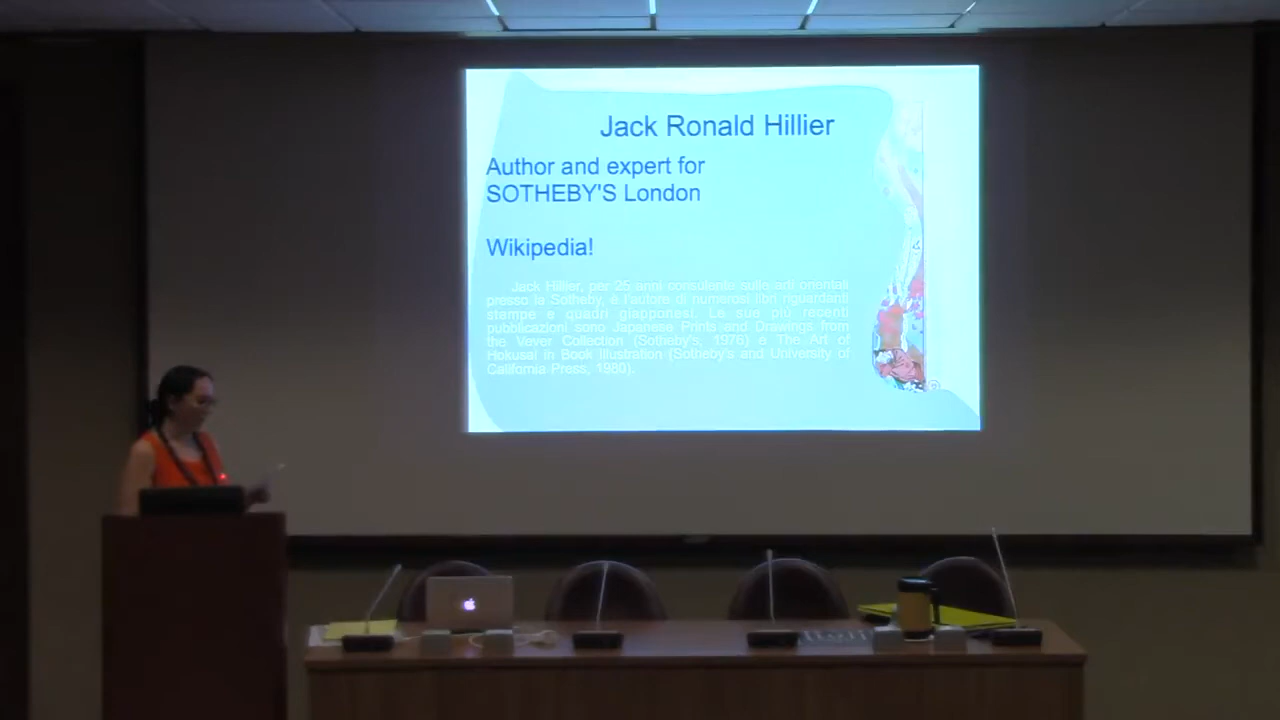 Jack Ronald Hillier
Author and expert for
SOTHEBY'S London
Wikipedia!
Jack Hillier, per 25 anni consulente sulle arti orientali
presso la Sotheby, è l'autore di numerosi libri riguardanti
stampe e quadri giapponesi. Le sue più recenti
pubblicazioni sono Japanese Prints and Drawings from
the Vever Collection (Sotheby's, 1976) e The Art of
Hokusai in Book Illustration (Sotheby's and University of
California Press, 1980).